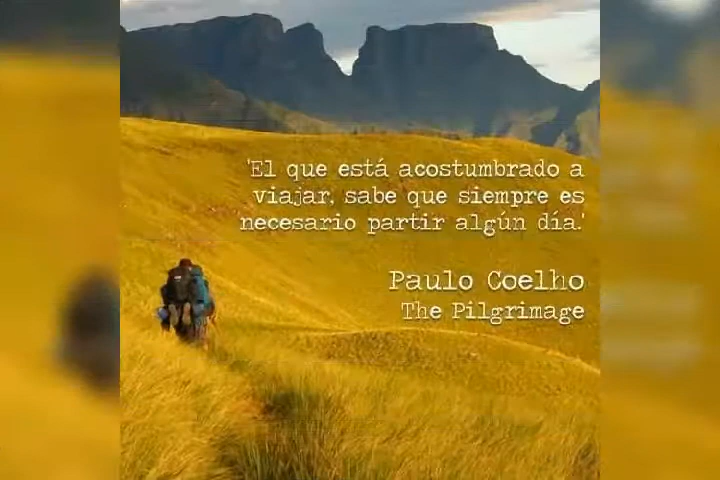 'El que está acostumbrado a
viajar, sabe que siempre es
necesario partir algún día.'
Paulo Coelho
The Pilgrimage